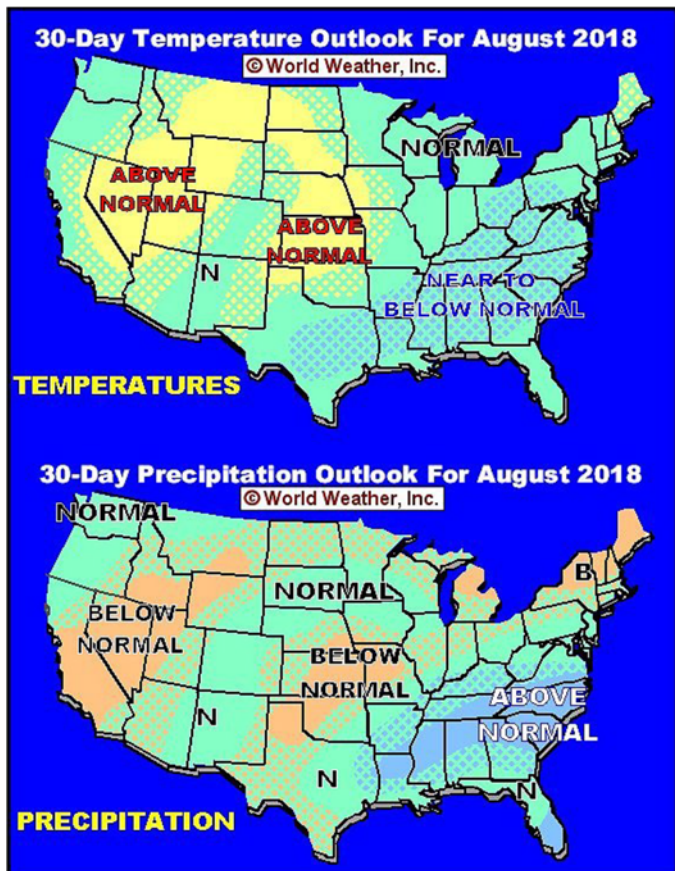 30-Day Temperature Outlook For August 2018
© World Weather, Inc.
NORMAL
ABOVE
NORMAL
ABOVE
NORMAL
N
NEAR TO
BELOW NORMAL
TEMPERATURES
30-Day Precipitation Outlook For August 2018
© World Weather, Inc.
NORMAL
B
NORMAL
BELOW
NORMAL
BELOW
NORMAL
ABOVE
NORMAL
N
N
N
PRECIPITATION